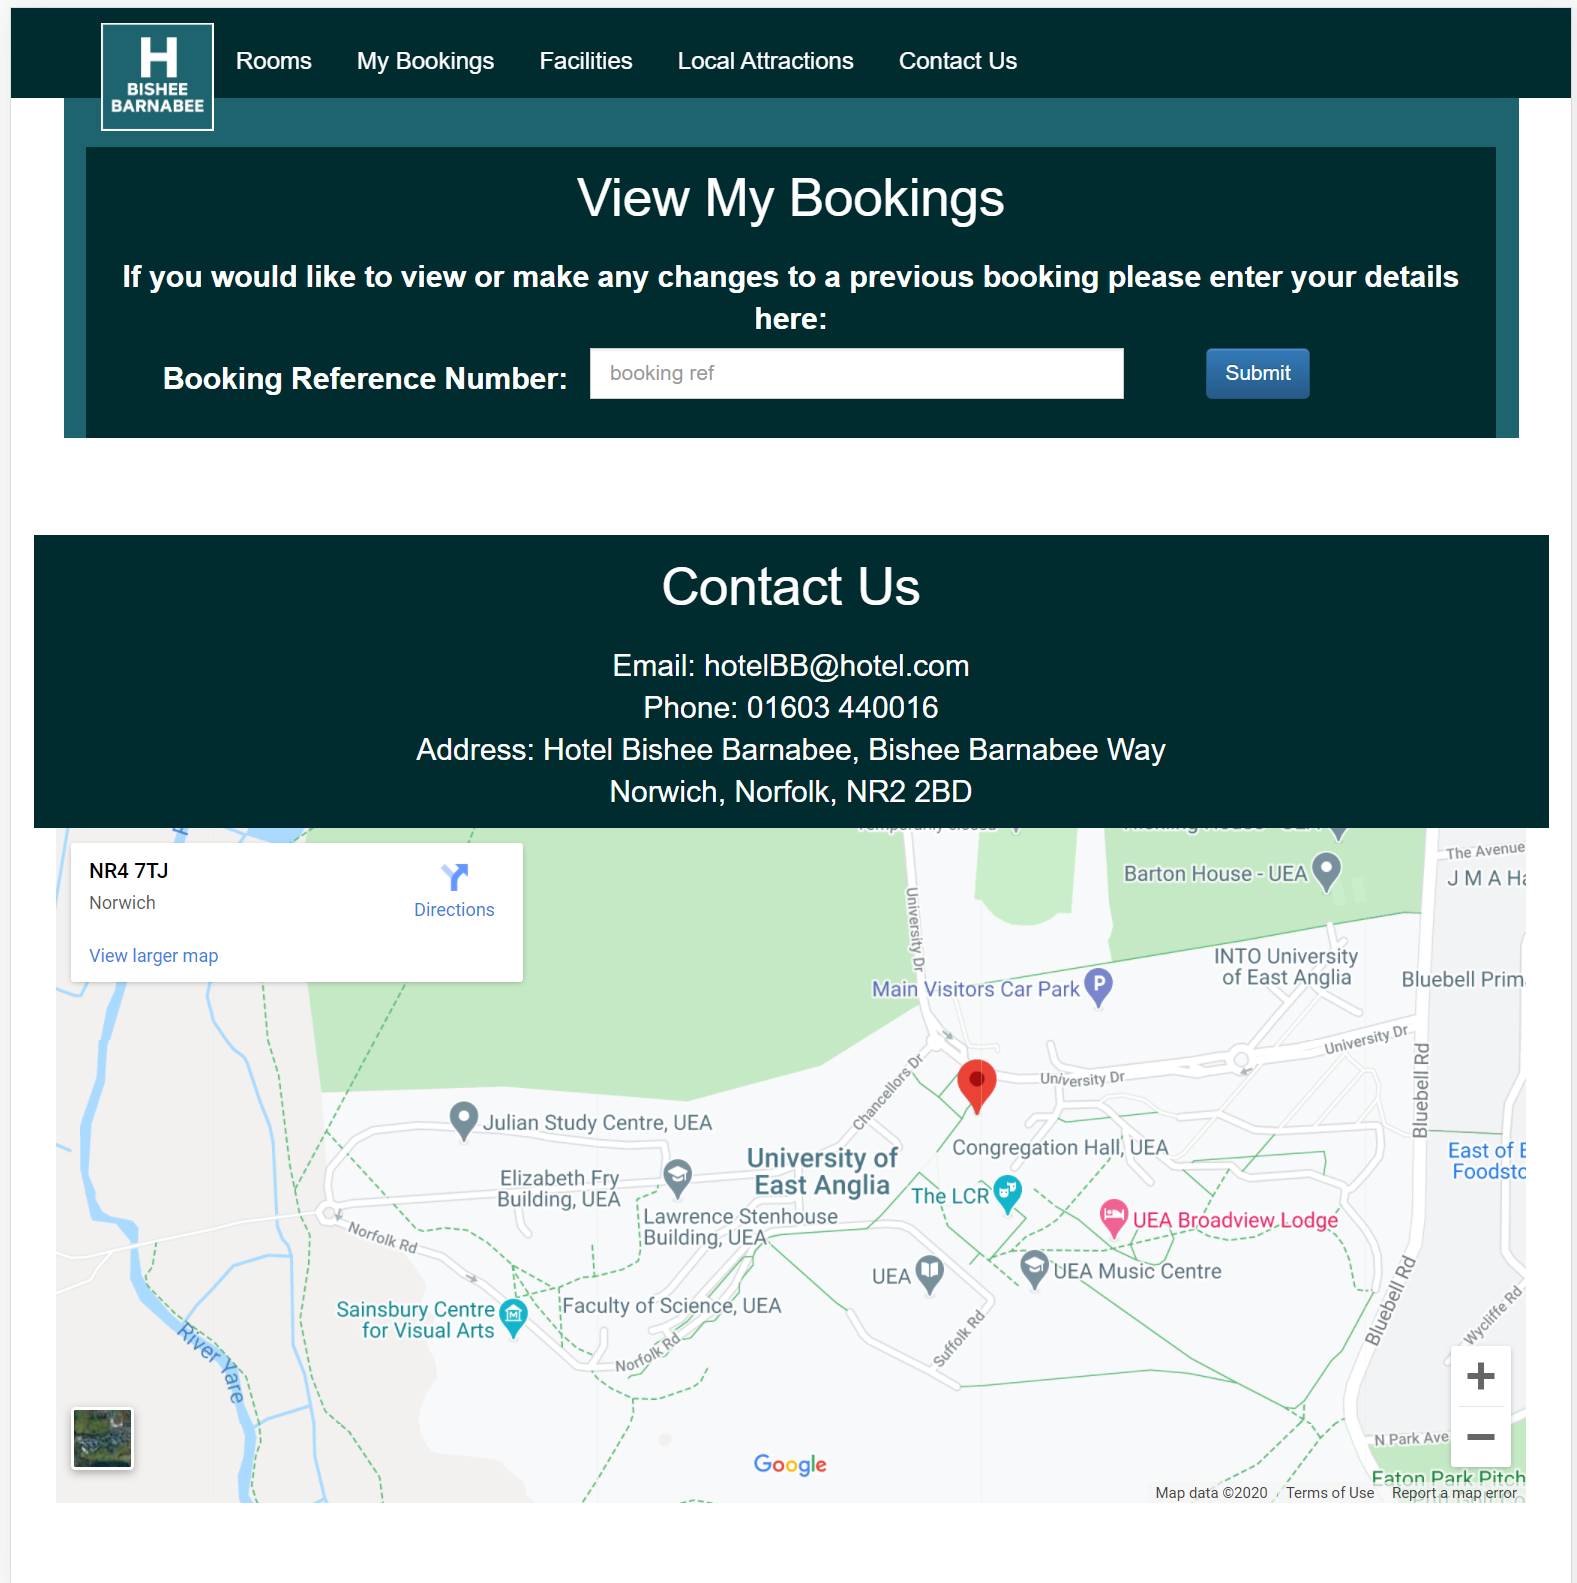 H
BISHEE
BARNABEE
Rooms
My Bookings
Facilities
Local Attractions
Contact Us
View My Bookings
If you would like to view or make any changes to a previous booking please enter your details
here:
Booking Reference Number:
booking ref
Submit
Contact Us
Email: hotelBB@hotel.com
Phone: 01603 440016
Address: Hotel Bishee Barnabee, Bishee Barnabee Way
Norwich, Norfolk, NR2 2BD
NR4 7TJ
Norwich
Directions
View larger map
Temporarily closed
University Dr
Barton House - UEA
The Avenue
J M A
INTO University
of East Anglia
Main Visitors Car Park
P
Bluebell Prim
University Dr
Bluebell Rd
Chancellors Dr
University Dr
Julian Study Centre, UEA
University of
East Anglia
Congregation Hall, UEA
East of E
Foodsto
Elizabeth Fry
Building, UEA
The LCR
Lawrence Stenhouse
Building, UEA
UEA Broadview Lodge
Norfolk Rd
UEA
UEA Music Centre
Sainsbury Centre
for Visual Arts
Faculty of Science, UEA
Bluebell Rd
Wycliffe Rd
River Yare
Norfolk Rd
Suffolk Rd
N Park Ave
Google
Eaton Park Pitch
Map data ©2020
Terms of Use
Report a map error